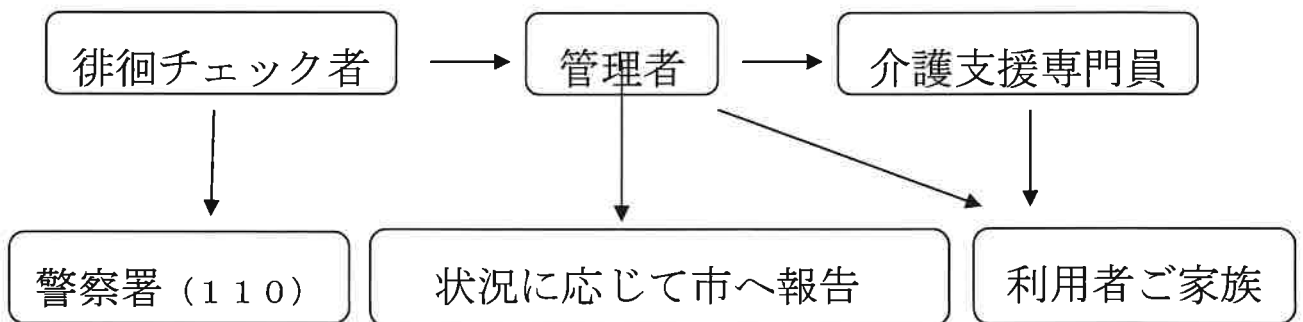 徘徊チェック者
管理者
介護支援専門員
警察署（１１０）
状況に応じて市へ報告
利用者ご家族